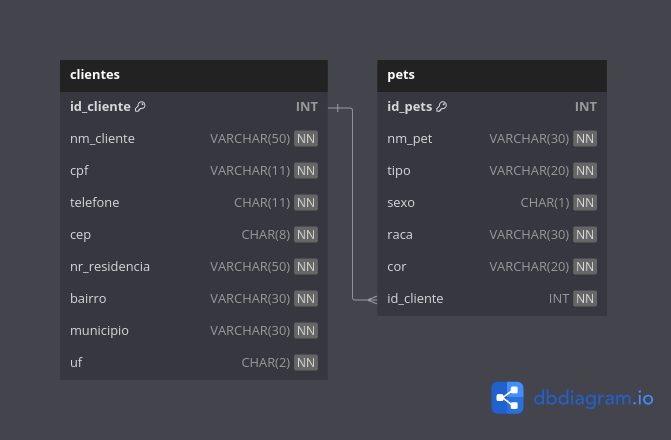 clientes
id_cliente INT
nm_cliente VARCHAR(50) NN
cpf VARCHAR(11) NN
telefone CHAR(11) NN
cep CHAR(8) NN
nr_residencia VARCHAR(50) NN
bairro VARCHAR(30) NN
municipio VARCHAR(30) NN
uf CHAR(2) NN
pets
id_pets INT
nm_pet VARCHAR(30) NN
tipo VARCHAR(20) NN
sexo CHAR(1) NN
raca VARCHAR(30) NN
cor VARCHAR(20) NN
id_cliente INT NN
dbdiagram.io